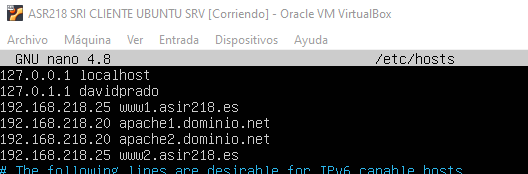 ASR218 SRI CLIENTE UBUNTU SRV [Corriendo] - Oracle VM VirtualBox
Archivo Máquina Ver Entrada Dispositivos Ayuda
GNU nano 4.8 /etc/hosts
127.0.0.1 localhost
127.0.1.1 davidprado
192.168.218.25 www1.asir218.es
192.168.218.20 apache1.dominio.net
192.168.218.20 apache2.dominio.net
192.168.218.25 www2.asir218.es
# The following lines are desirable for IPv6 capable hosts